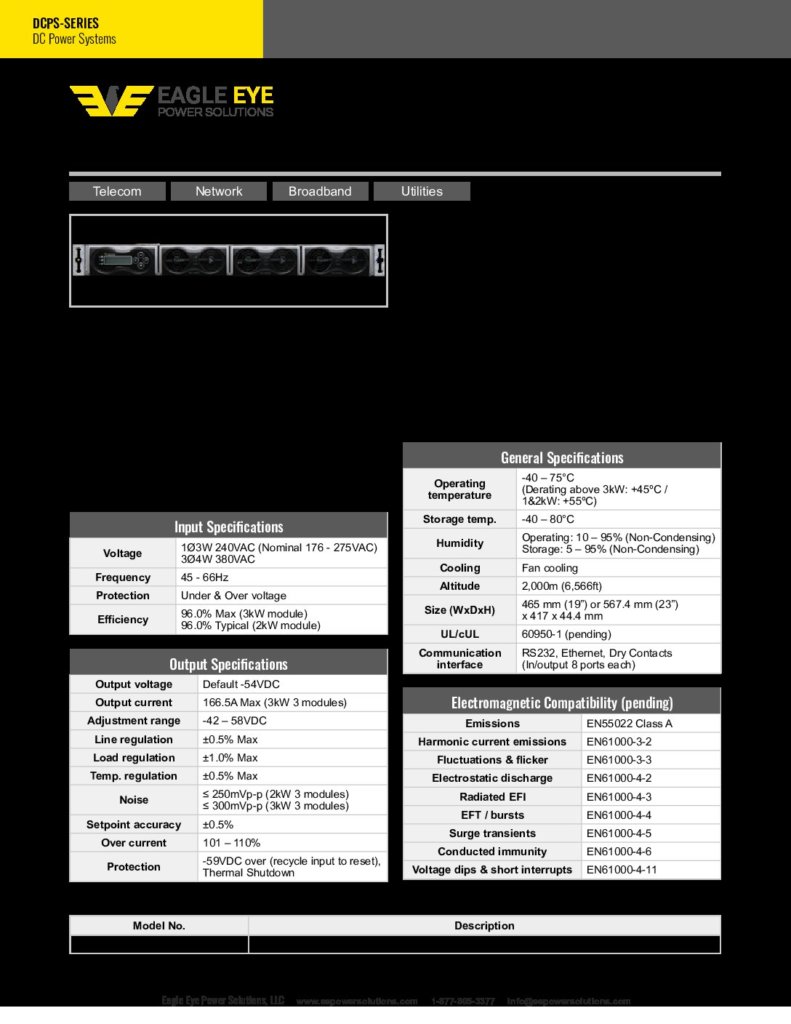 DCPS-SERIES
DC Power Systems
EAGLE EYE
POWER SOLUTIONS
Telecom
Network
Broadband
Utilities
General Specifications
Operating temperature
-40 – 75°C
(Derating above 3kW: +45ºC /
1&2kW: +55ºC)
Storage temp.
-40 – 80°C
Humidity
Operating: 10 – 95% (Non-Condensing)
Storage: 5 – 95% (Non-Condensing)
Cooling
Fan cooling
Altitude
2,000m (6,566ft)
Size (WxDxH)
465 mm (19”) or 567.4 mm (23”)
x 417 x 44.4 mm
UL/cUL
60950-1 (pending)
Communication
interface
RS232, Ethernet, Dry Contacts
(In/output 8 ports each)
Input Specifications
Voltage
1Ø3W 240VAC (Nominal 176 - 275VAC)
3Ø4W 380VAC
Frequency
45 - 66Hz
Protection
Under & Over voltage
Efficiency
96.0% Max (3kW module)
96.0% Typical (2kW module)
Output Specifications
Output voltage
Default -54VDC
Output current
166.5A Max (3kW 3 modules)
Adjustment range
-42 – 58VDC
Line regulation
±0.5% Max
Load regulation
±1.0% Max
Temp. regulation
±0.5% Max
Noise
≤ 250mVp-p (2kW 3 modules)
≤ 300mVp-p (3kW 3 modules)
Setpoint accuracy
±0.5%
Over current
101 – 110%
Protection
-59VDC over (recycle input to reset),
Thermal Shutdown
Electromagnetic Compatibility (pending)
Emissions
EN55022 Class A
Harmonic current emissions
EN61000-3-2
Fluctuations & flicker
EN61000-3-3
Electrostatic discharge
EN61000-4-2
Radiated EFI
EN61000-4-3
EFT / bursts
EN61000-4-4
Surge transients
EN61000-4-5
Conducted immunity
EN61000-4-6
Voltage dips & short interrupts
EN61000-4-11
Model No.
Description
Eagle Eye Power Solutions, LLC www.eepowersolutions.com 1-877-805-3377 info@eepowersolutions.com